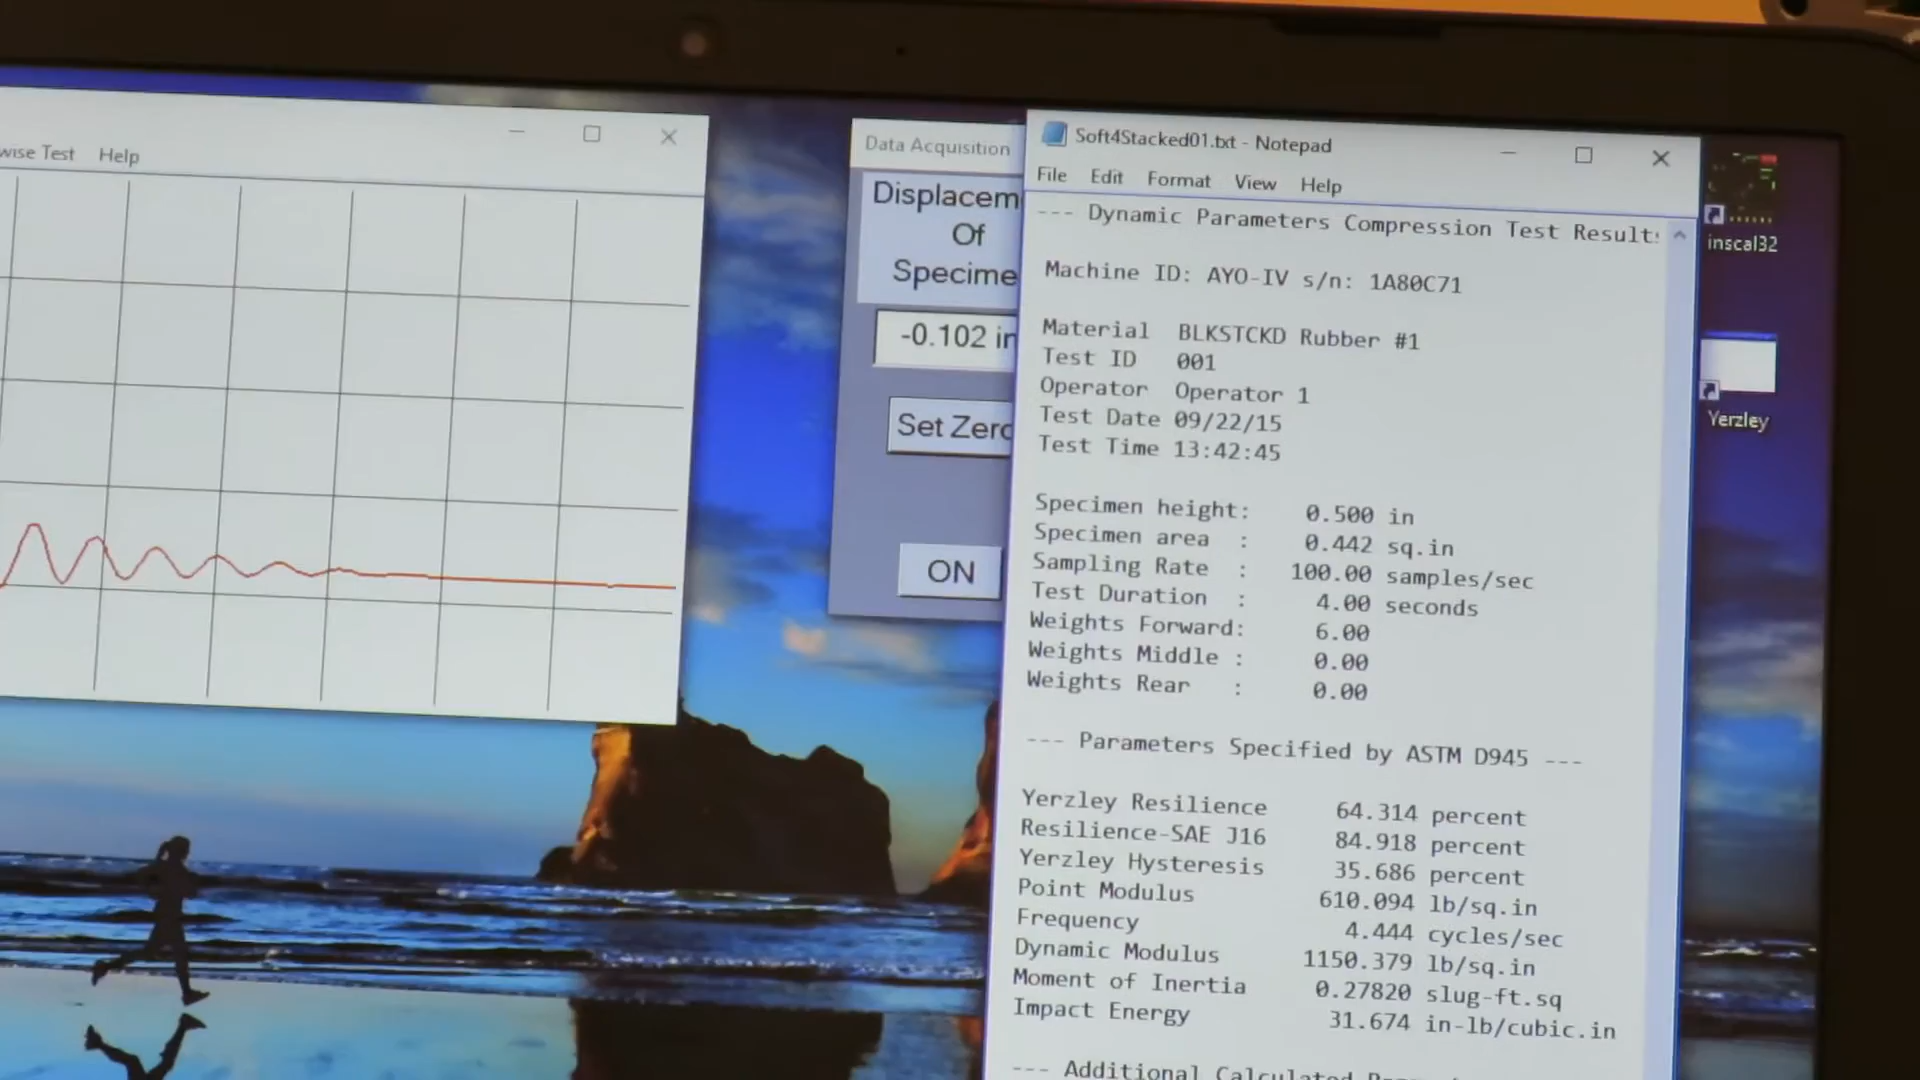 wise Test Help
Data Acquisition
Displacem
Of
Specime
-0.102 in
Set Zero
ON
Soft4Stacked01.txt - Notepad
File Edit Format View Help
--- Dynamic Parameters Compression Test Results
Machine ID: AYO-IV s/n: 1A80C71
Material BLKSTCKD Rubber #1
Test ID 001
Operator Operator 1
Test Date 09/22/15
Test Time 13:42:45
Specimen height: 0.500 in
Specimen area : 0.442 sq.in
Sampling Rate : 100.00 samples/sec
Test Duration : 4.00 seconds
Weights Forward: 6.00
Weights Middle : 0.00
Weights Rear : 0.00
--- Parameters Specified by ASTM D945 ---
Yerzley Resilience 64.314 percent
Resilience-SAE J16 84.918 percent
Yerzley Hysteresis 35.686 percent
Point Modulus 610.094 lb/sq.in
Frequency 4.444 cycles/sec
Dynamic Modulus 1150.379 lb/sq.in
Moment of Inertia 0.27820 slug-ft.sq
Impact Energy 31.674 in-lb/cubic.in
--- Additional Calculated
inscal32
Yerzley